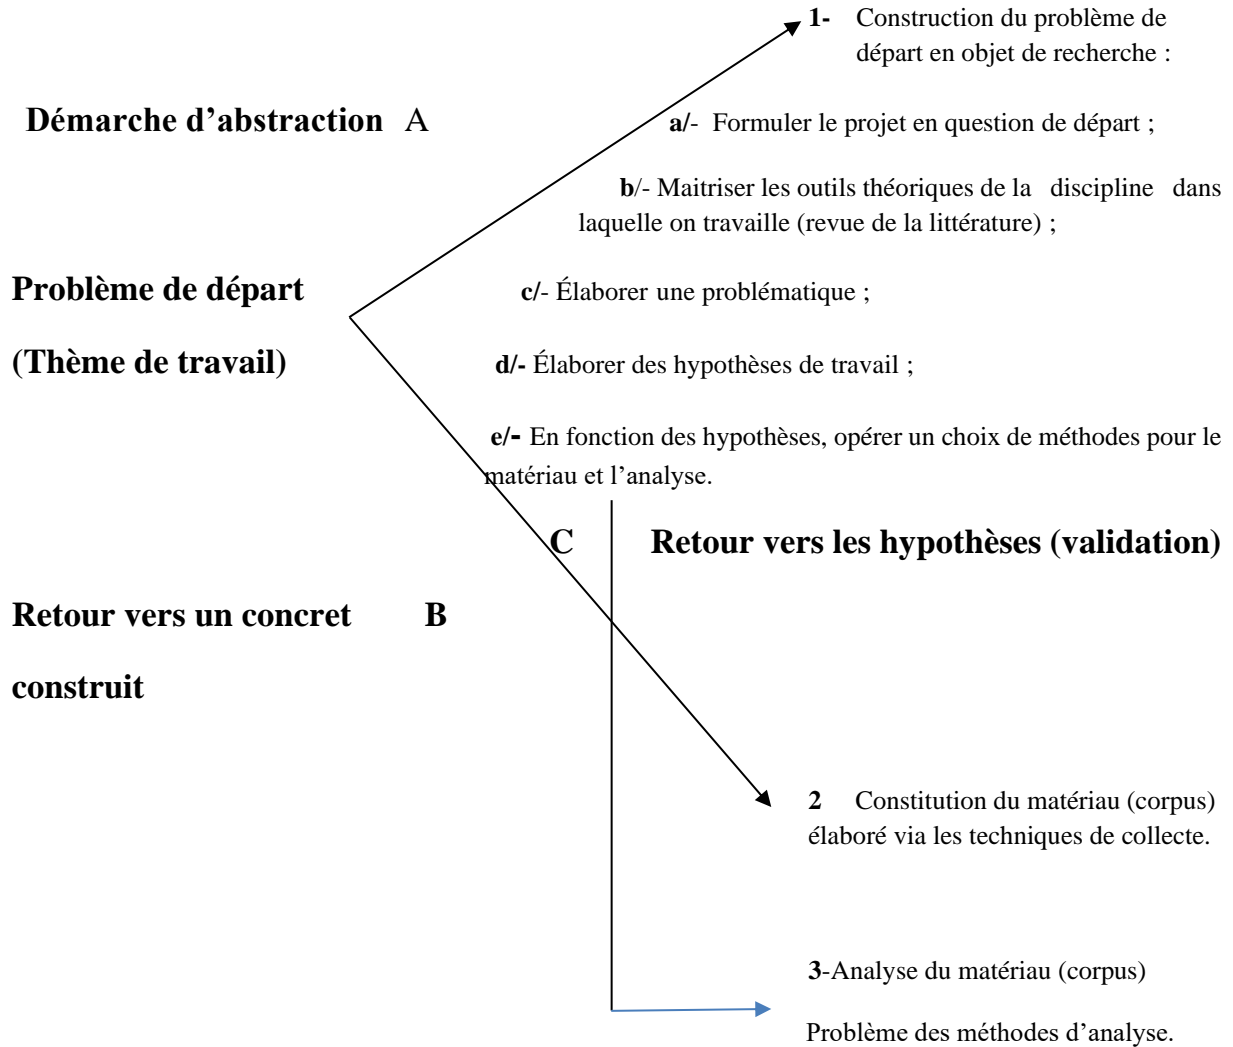 1- Construction du problème de
départ en objet de recherche :
Démarche d’abstraction A
a/- Formuler le projet en question de départ ;
b/- Maitriser les outils théoriques de la discipline dans
laquelle on travaille (revue de la littérature) ;
Problème de départ
c/- Élaborer une problématique ;
(Thème de travail)
d/- Élaborer des hypothèses de travail ;
e/- En fonction des hypothèses, opérer un choix de méthodes pour le
matériau et l’analyse.
C Retour vers les hypothèses (validation)
Retour vers un concret B
construit
2 Constitution du matériau (corpus)
élaboré via les techniques de collecte.
3-Analyse du matériau (corpus)
Problème des méthodes d’analyse.